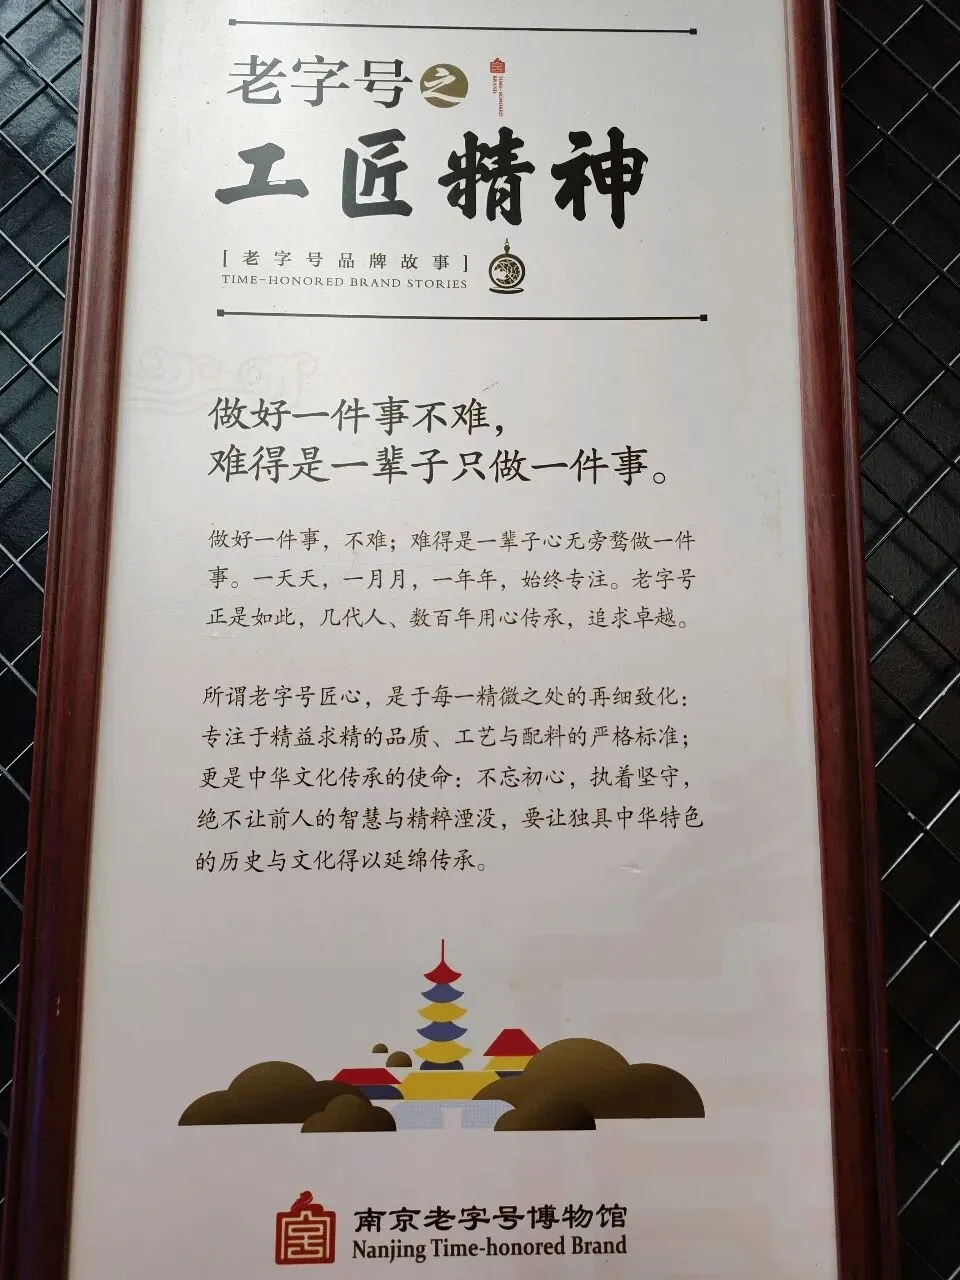 老字号之
TIME-HONORED
BRAND
工匠精神
[老字号品牌故事]
TIME-HONORED BRAND STORIES
做好一件事不难，
难得是一辈子只做一件事。
做好一件事，不难；难得是一辈子心无旁骛做一件
事。一天天，一月月，一年年，始终专注。老字号
正是如此，几代人、数百年用心传承，追求卓越。
所谓老字号匠心，是于每一精微之处的再细致化：
专注于精益求精的品质、工艺与配料的严格标准；
更是中华文化传承的使命：不忘初心，执着坚守，
绝不让前人的智慧与精粹湮没，要让独具中华特色
的历史与文化得以延绵传承。
南京老字号博物馆
Nanjing Time-honored Brand